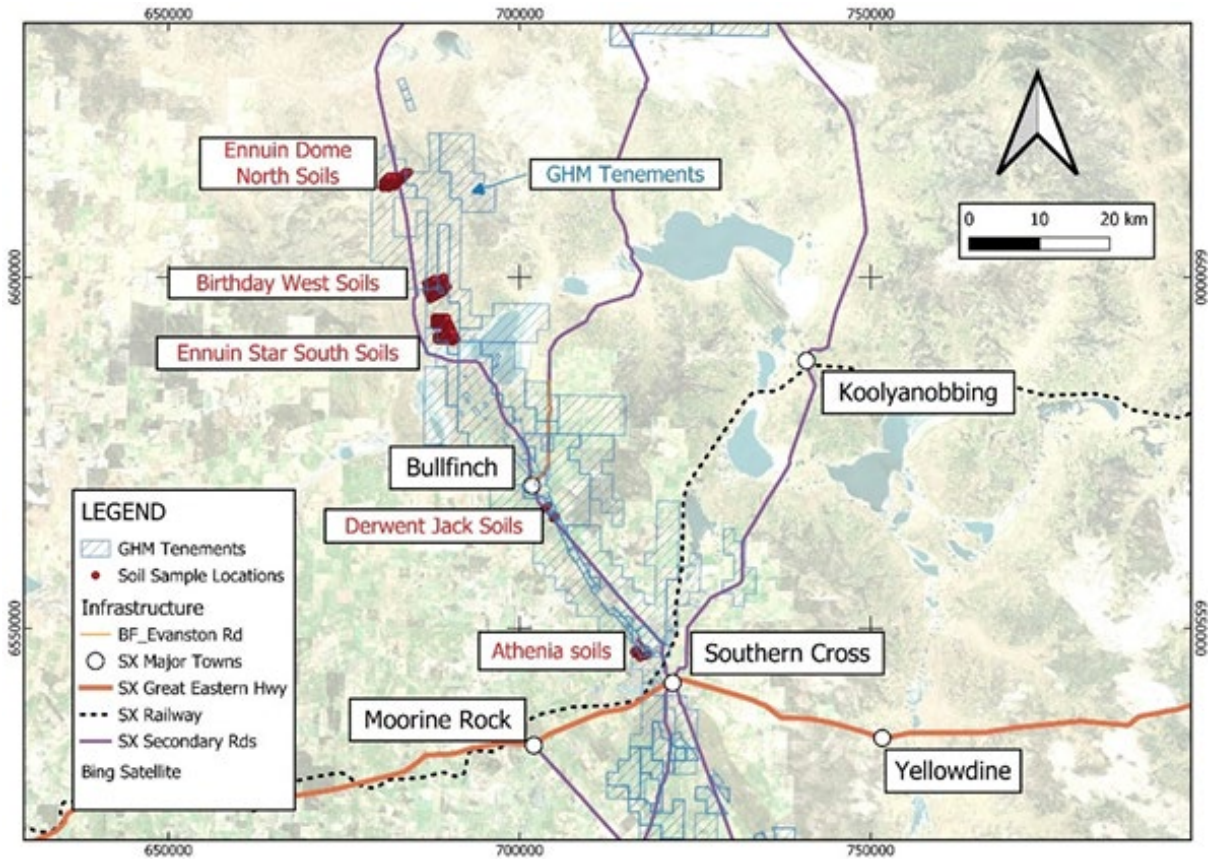 650000
700000
750000
Ennuin Dome
North Soils
GHM Tenements
0 10 20 km
6600000
6600000
Birthday West Soils
Ennuin Star South Soils
Koolyanobbing
Bullfinch
Derwent Jack Soils
LEGEND
GHM Tenements
Soil Sample Locations
Infrastructure
BF_Evanston Rd
SX Major Towns
SX Great Eastern Hwy
SX Railway
SX Secondary Rds
Bing Satellite
6550000
6550000
Athenia soils
Southern Cross
Moorine Rock
Yellowdine
650000
700000
750000